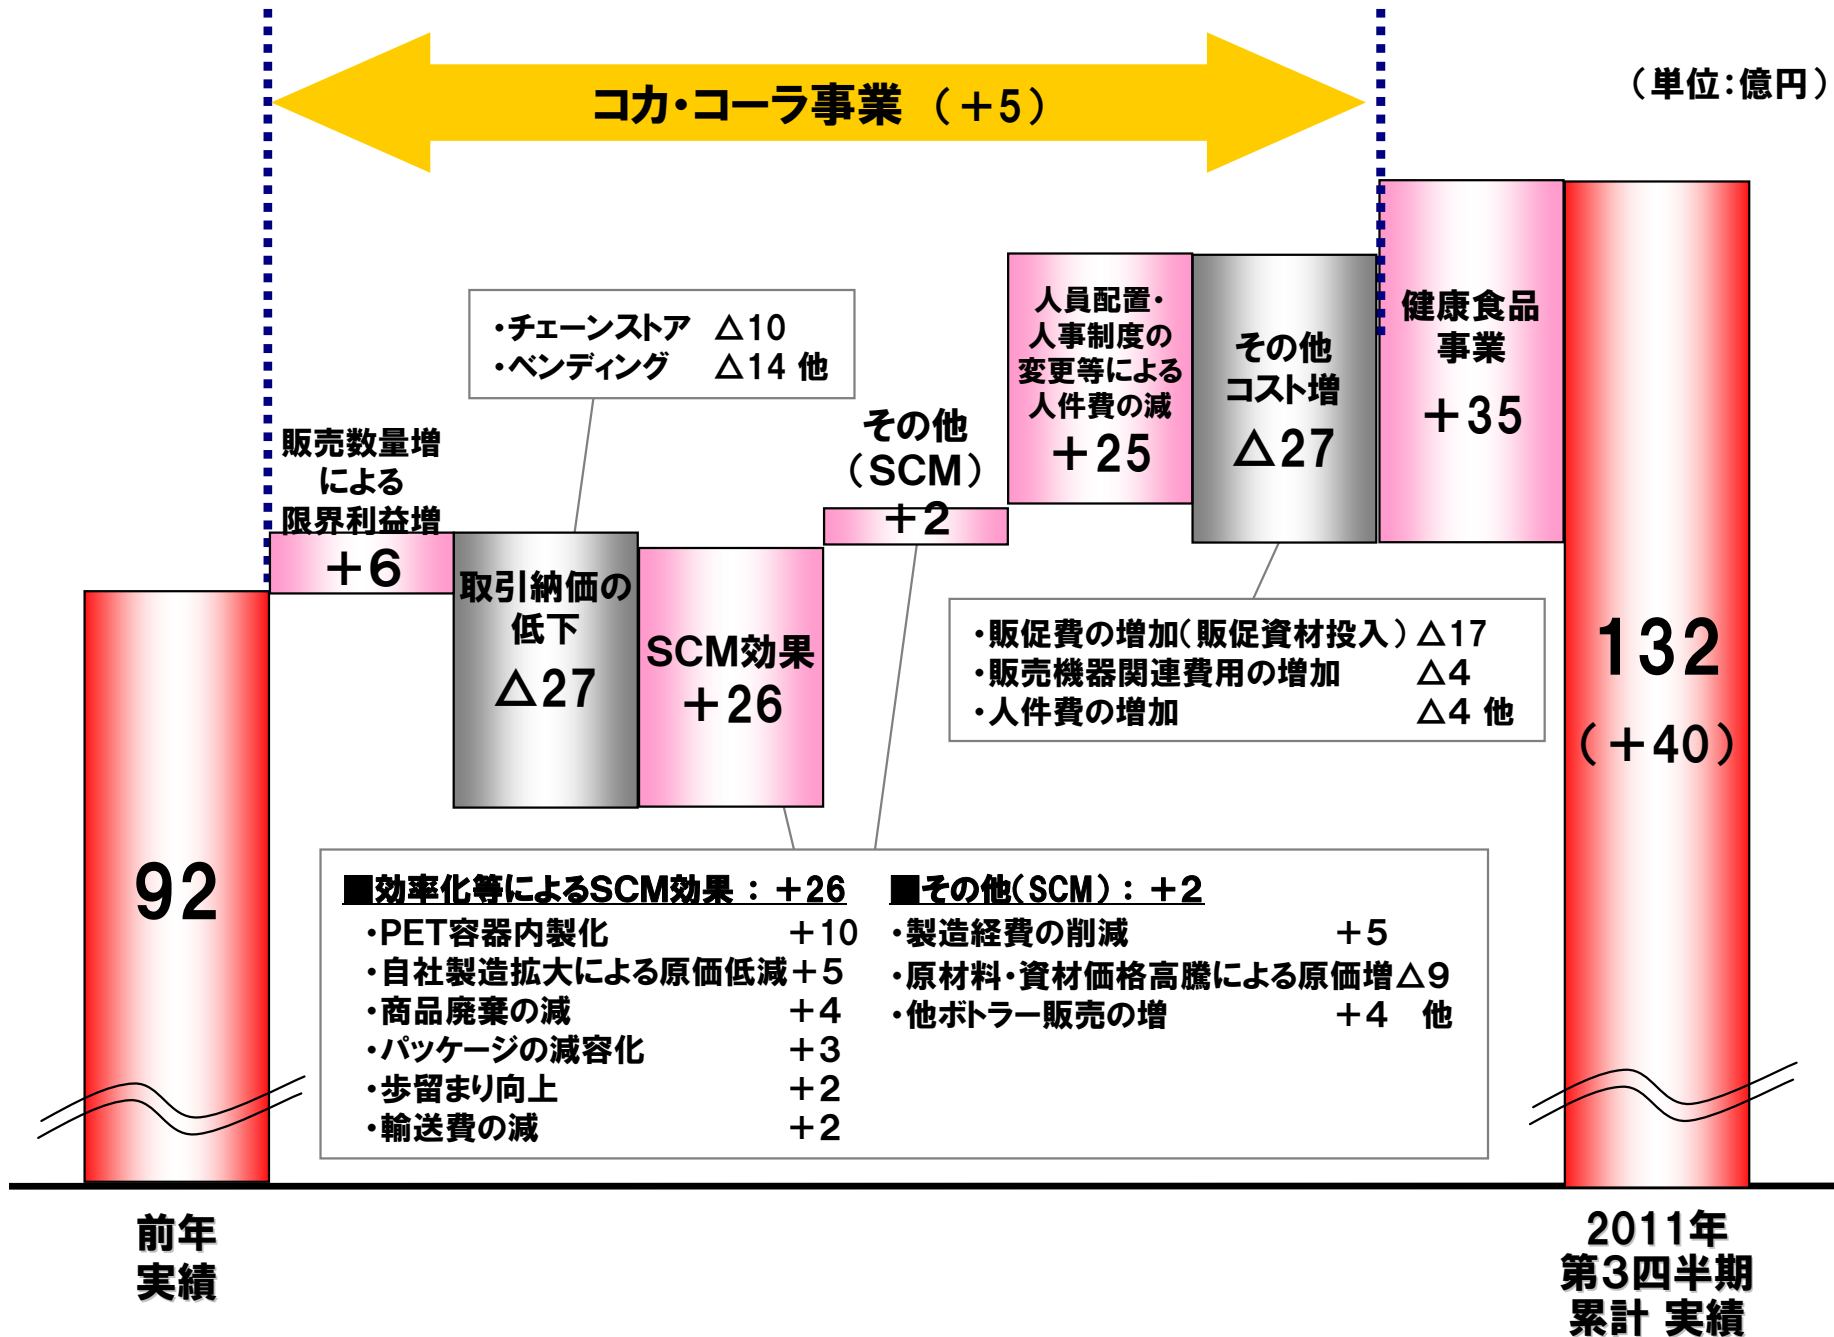 コカ・コーラ事業（＋5）
（単位：億円）
・チェーンストア △10
・ベンディング △14 他
販売数量増
による
限界利益増
＋6
取引納価の
低下
△27
SCM効果
＋26
その他
（SCM）
＋2
人員配置・
人事制度の
変更等による
人件費の減
＋25
その他
コスト増
△27
健康食品
事業
＋35
・販促費の増加（販促資材投入）△17
・販売機器関連費用の増加 △4
・人件費の増加 △4 他
92
132
（＋40）
■効率化等によるSCM効果：＋26
・PET容器内製化 ＋10
・自社製造拡大による原価低減＋5
・商品廃棄の減 ＋4
・パッケージの減容化 ＋3
・歩留まり向上 ＋2
・輸送費の減 ＋2
■その他（SCM）：＋2
・製造経費の削減 ＋5
・原材料・資材価格高騰による原価増△9
・他ボトラー販売の増 ＋4 他
前年
実績
2011年
第3四半期
累計 実績